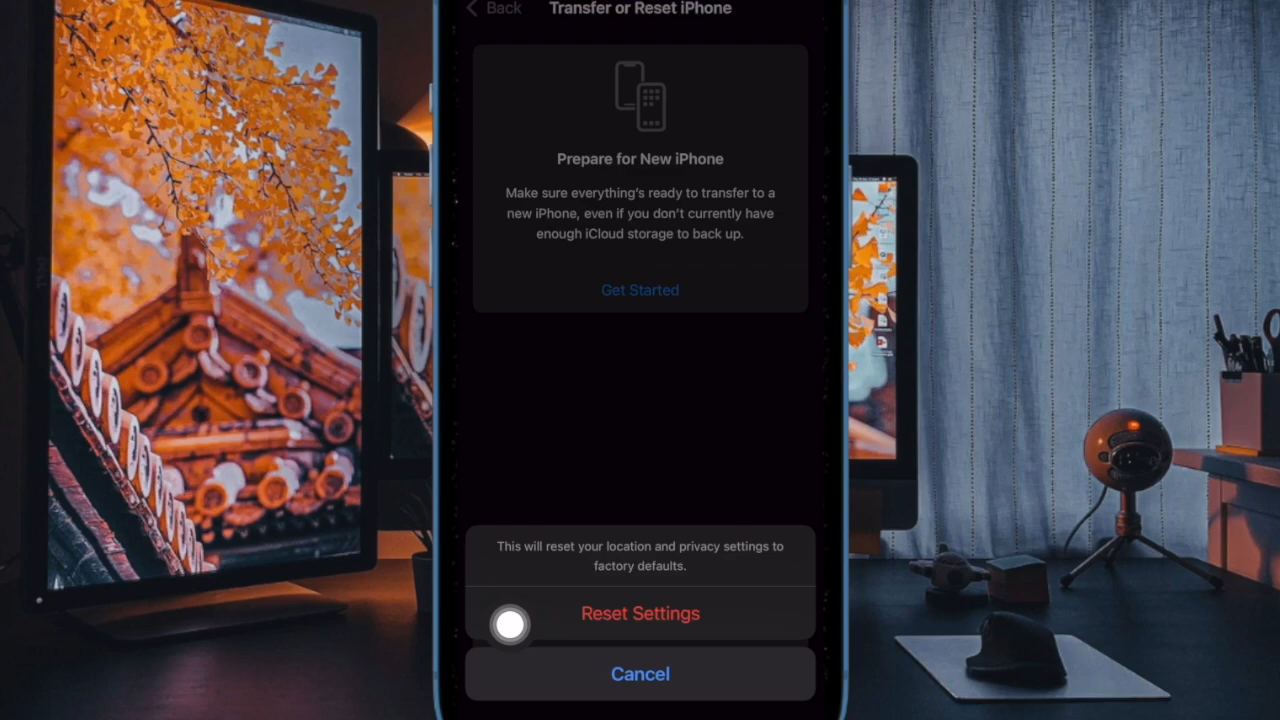 Back
Transfer or Reset iPhone
Prepare for New iPhone
Make sure everything's ready to transfer to a
new iPhone, even if you don't currently have
enough iCloud storage to back up.
Get Started
This will reset your location and privacy settings to
factory defaults.
Reset Settings
Cancel